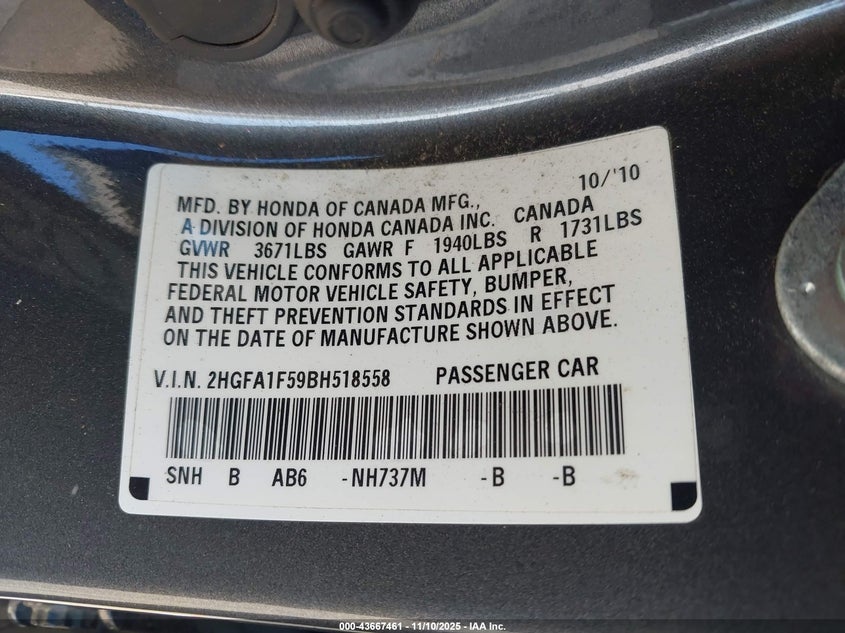 10/'10
MFD. BY HONDA OF CANADA MFG.,
A DIVISION OF HONDA CANADA INC. CANADA
GVWR 3671LBS GAWR F 1940LBS R 1731LBS
THIS VEHICLE CONFORMS TO ALL APPLICABLE
FEDERAL MOTOR VEHICLE SAFETY, BUMPER,
AND THEFT PREVENTION STANDARDS IN EFFECT
ON THE DATE OF MANUFACTURE SHOWN ABOVE.
V.I.N. 2HGFA1F59BH518558 PASSENGER CAR
SNH B AB6 -NH737M -B -B
000-43667461 — 11/10/2025 — IAA Inc.